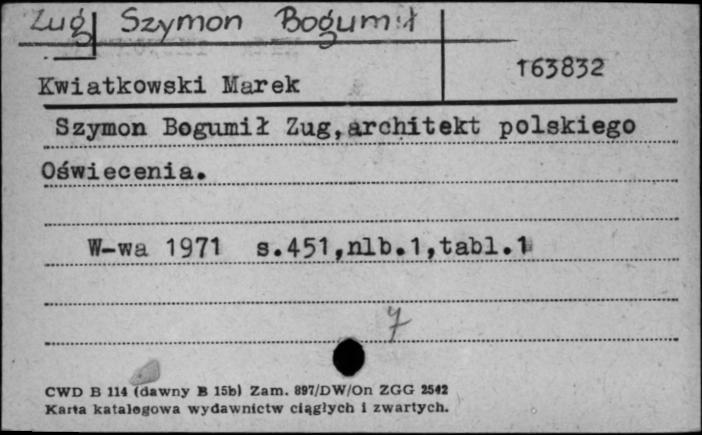 Zug Szymon Bogumił
163832
Kwiatkowski Marek
Szymon Bogumił Zug,architekt polskiego
Oświecenia.
W-wa 1971 s.451,nlb.1,tabl.1
7
CWD B 114 (dawny B 15b) Zam. 897/DW/On ZGG 2542
Karta katalogowa wydawnictw ciągłych i zwartych.